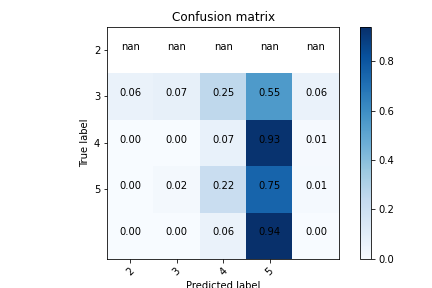 Confusion matrix
2 nan nan nan nan nan
3 0.06 0.07 0.25 0.55 0.06
4 0.00 0.00 0.07 0.93 0.01
5 0.00 0.02 0.22 0.75 0.01
0.00 0.00 0.06 0.94 0.00
2 3 4 5
True label
Predicted label
0.8
0.6
0.4
0.2
0.0